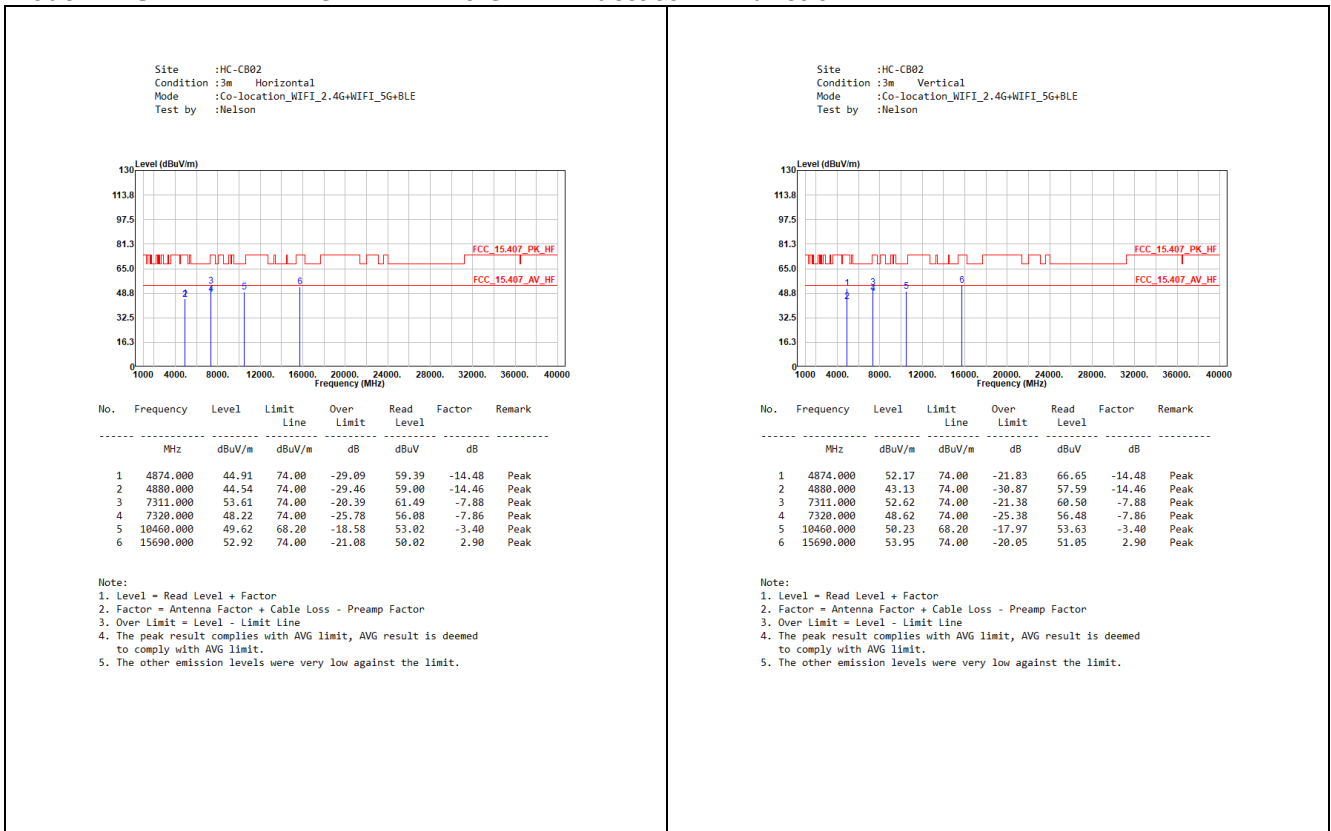 Site :HC-CB02
Condition :3m Horizontal
Mode :Co-location_WIFI_2.4G+WIFI_5G+BLE
Test by :Nelson
Level (dBuV/m)
130
113.8
97.5
81.3
65.0
48.8
32.5
16.3
0
FCC_15.407_PK_HF
FCC_15.407_AV_HF
1 2 3 4 5 6
1000 4000. 8000. 12000. 16000. 20000. 24000. 28000. 32000. 36000. 40000
Frequency (MHz)
No. Frequency Level Limit Over Read Factor Remark
Line Limit Level
------ ----------- -------- --------- --------- --------- -------- ---------
MHz dBuV/m dBuV/m dB dBuV dB
1 4874.000 44.91 74.00 -29.09 59.39 -14.48 Peak
2 4880.000 44.54 74.00 -29.46 59.00 -14.46 Peak
3 7311.000 53.61 74.00 -20.39 61.49 -7.88 Peak
4 7320.000 48.22 74.00 -25.78 56.08 -7.86 Peak
5 10460.000 49.62 68.20 -18.58 53.02 -3.40 Peak
6 15690.000 52.92 74.00 -21.08 50.02 2.90 Peak
Note:
1. Level = Read Level + Factor
2. Factor = Antenna Factor + Cable Loss - Preamp Factor
3. Over Limit = Level - Limit Line
4. The peak result complies with AVG limit, AVG result is deemed
to comply with AVG limit.
5. The other emission levels were very low against the limit.
Site :HC-CB02
Condition :3m Vertical
Mode :Co-location_WIFI_2.4G+WIFI_5G+BLE
Test by :Nelson
Level (dBuV/m)
130
113.8
97.5
81.3
65.0
48.8
32.5
16.3
0
FCC_15.407_PK_HF
FCC_15.407_AV_HF
1 2 3 4 5 6
1000 4000. 8000. 12000. 16000. 20000. 24000. 28000. 32000. 36000. 40000
Frequency (MHz)
No. Frequency Level Limit Over Read Factor Remark
Line Limit Level
------ ----------- -------- --------- --------- --------- -------- ---------
MHz dBuV/m dBuV/m dB dBuV dB
1 4874.000 52.17 74.00 -21.83 66.65 -14.48 Peak
2 4880.000 43.13 74.00 -30.87 57.59 -14.46 Peak
3 7311.000 52.62 74.00 -21.38 60.50 -7.88 Peak
4 7320.000 48.62 74.00 -25.38 56.48 -7.86 Peak
5 10460.000 50.23 68.20 -17.97 53.63 -3.40 Peak
6 15690.000 53.95 74.00 -20.05 51.05 2.90 Peak
Note:
1. Level = Read Level + Factor
2. Factor = Antenna Factor + Cable Loss - Preamp Factor
3. Over Limit = Level - Limit Line
4. The peak result complies with AVG limit, AVG result is deemed
to comply with AVG limit.
5. The other emission levels were very low against the limit.